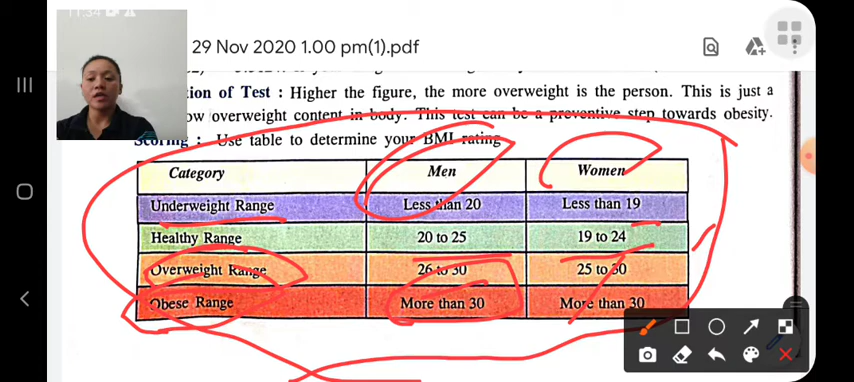 11:34
29 Nov 2020 1.00 pm(1).pdf
ion of Test : Higher the figure, the more overweight is the person. This is just a
ow overweight content in body. This test can be a preventive step towards obesity.
Scoring : Use table to determine your BMI rating
Category Men Women
Underweight Range Less than 20 Less than 19
Healthy Range 20 to 25 19 to 24
Overweight Range 26 to 30 25 to 30
Obese Range More than 30 More than 30